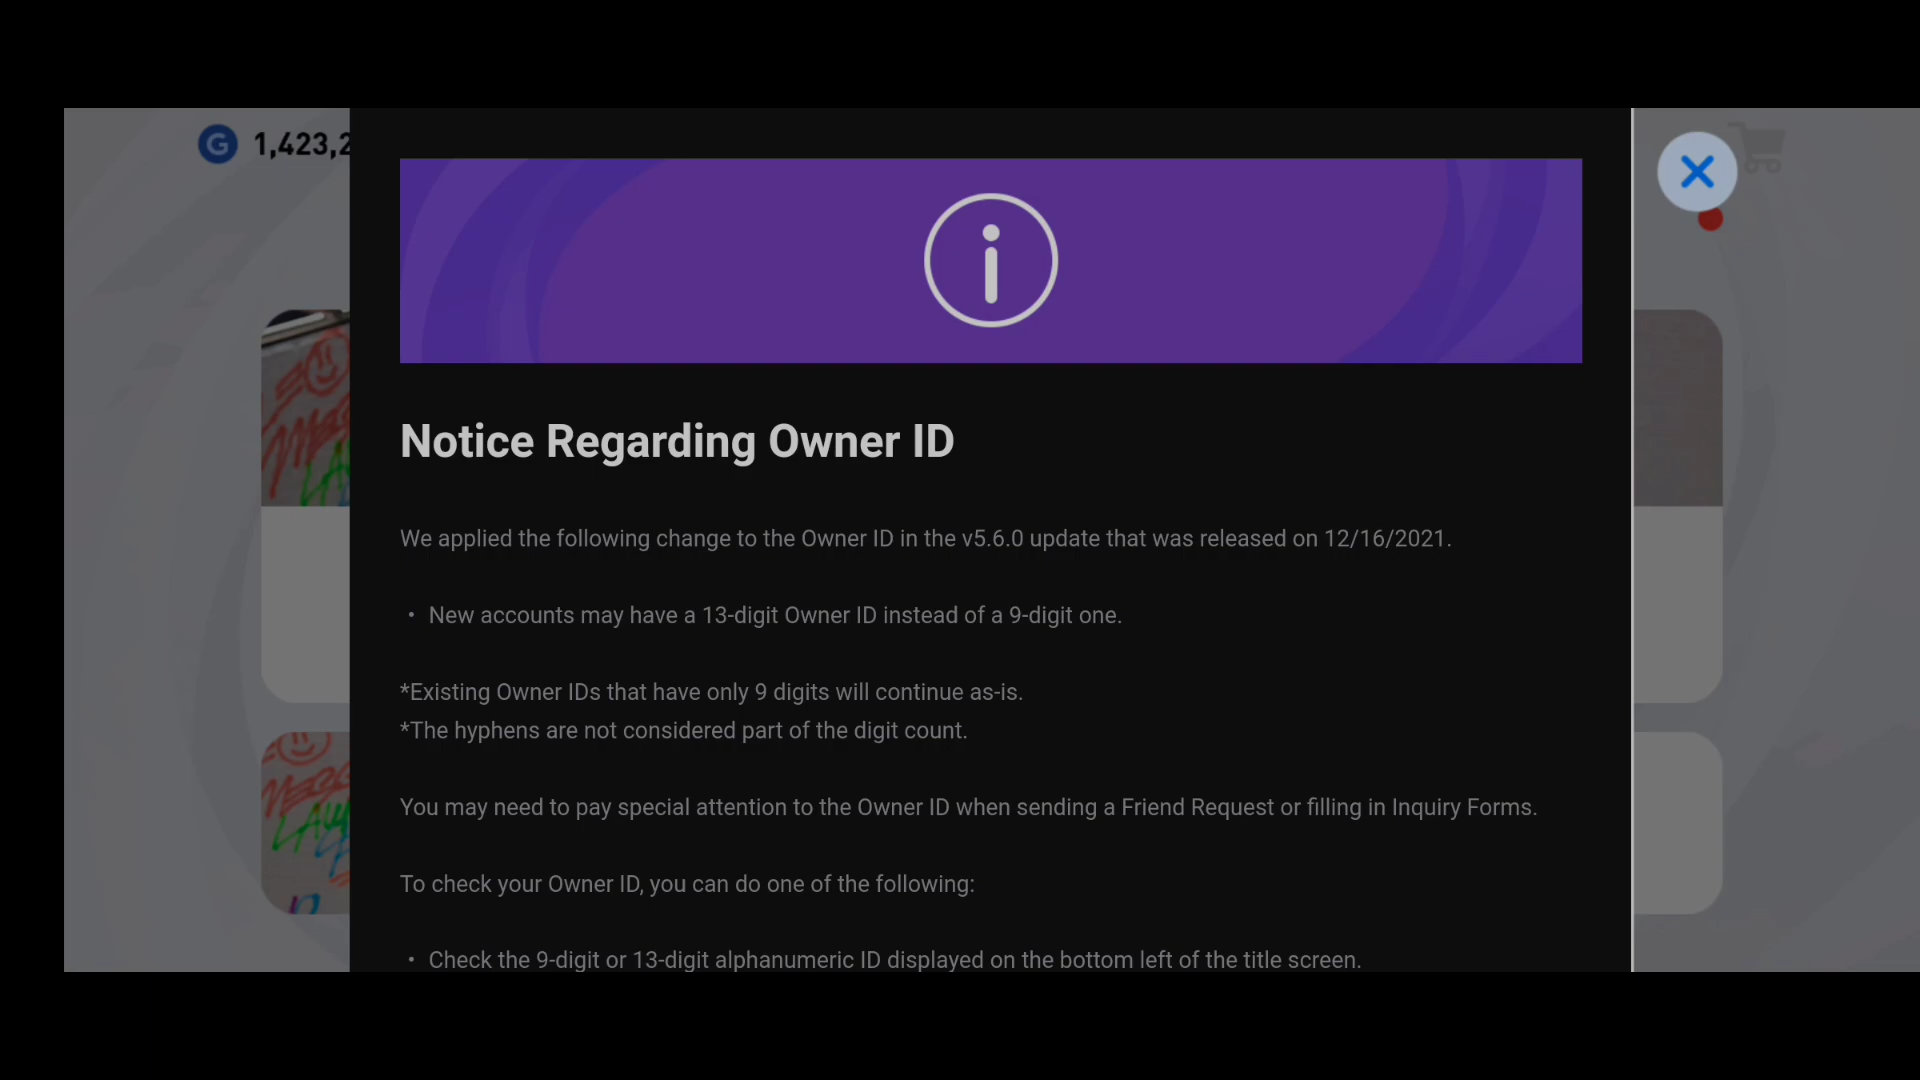 G 1,423,2
Notice Regarding Owner ID
We applied the following change to the Owner ID in the v5.6.0 update that was released on 12/16/2021.
・ New accounts may have a 13-digit Owner ID instead of a 9-digit one.
*Existing Owner IDs that have only 9 digits will continue as-is.
*The hyphens are not considered part of the digit count.
You may need to pay special attention to the Owner ID when sending a Friend Request or filling in Inquiry Forms.
To check your Owner ID, you can do one of the following:
・ Check the 9-digit or 13-digit alphanumeric ID displayed on the bottom left of the title screen.